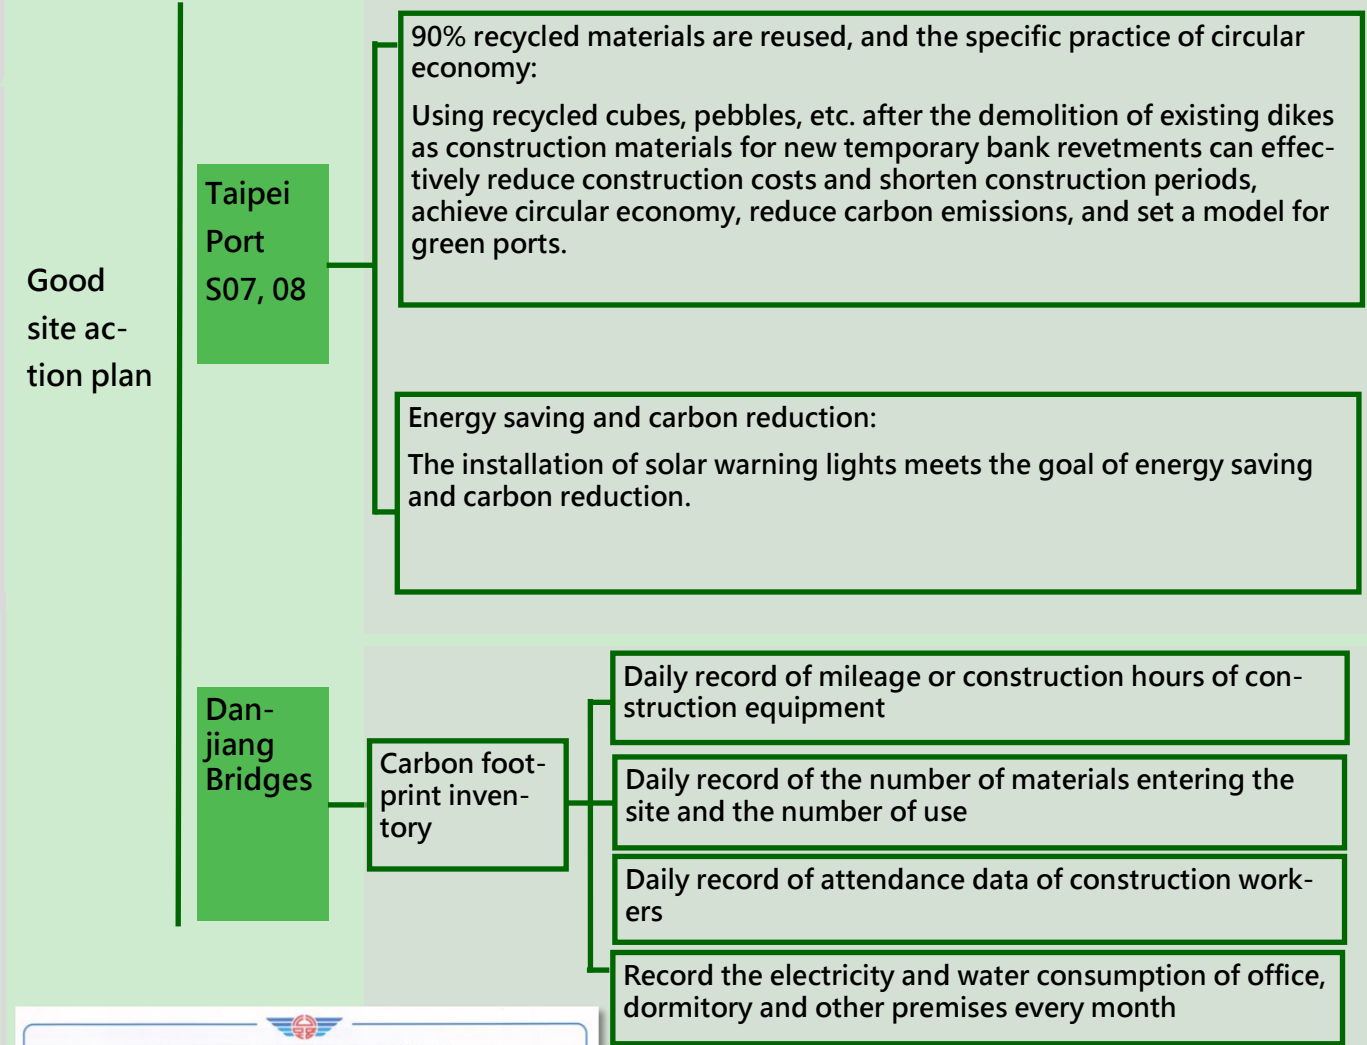 Good
site ac-
tion plan
Taipei
Port
S07, 08
90% recycled materials are reused, and the specific practice of circular
economy:
Using recycled cubes, pebbles, etc. after the demolition of existing dikes
as construction materials for new temporary bank revetments can effec-
tively reduce construction costs and shorten construction periods,
achieve circular economy, reduce carbon emissions, and set a model for
green ports.
Energy saving and carbon reduction:
The installation of solar warning lights meets the goal of energy saving
and carbon reduction.
Dan-
jiang
Bridges
Carbon foot-
print inven-
tory
Daily record of mileage or construction hours of con-
struction equipment
Daily record of the number of materials entering the
site and the number of use
Daily record of attendance data of construction work-
ers
Record the electricity and water consumption of office,
dormitory and other premises every month